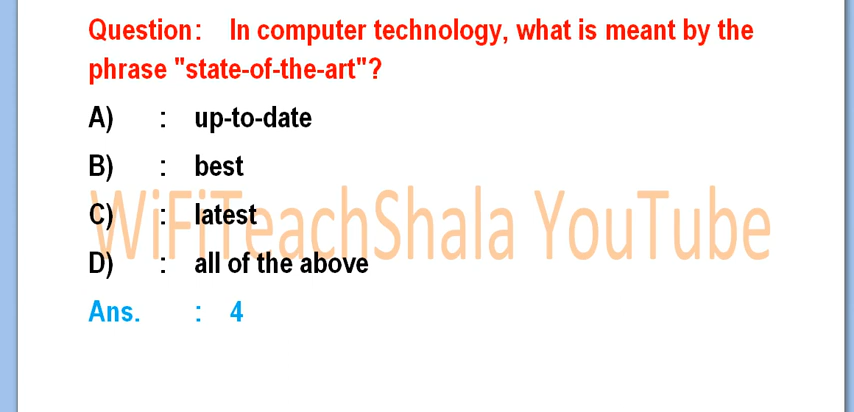 Question: In computer technology, what is meant by the
phrase "state-of-the-art"?
A) : up-to-date
B) : best
C) : latest
D) : all of the above
Ans. : 4
WiFiTeachShala YouTube